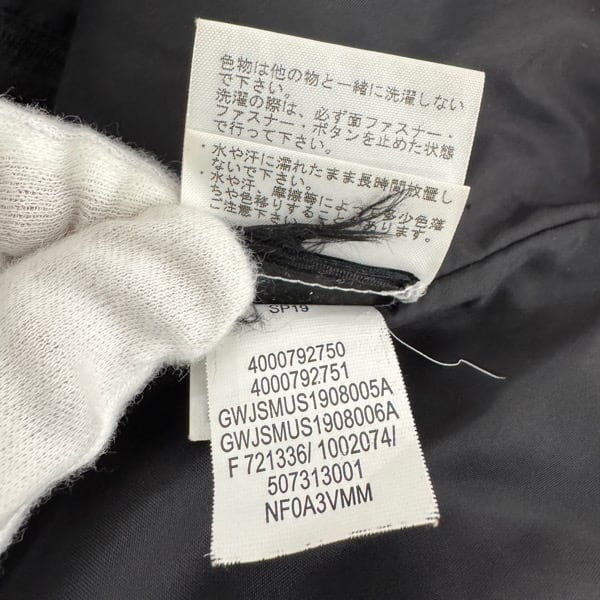 色物は他の物と一緒に洗濯しない
で下さい。
洗濯の際は、必ず面ファスナー・
ファスナー・ボタンを止めた状態
で行って下さい。
・水や汗に濡れたまま長時間放置し
ないで下さい。
・水や汗、摩擦等によって多少色落
ちや色移りすることがあります。
ご注意下さい。
SP19
4000792750
4000792751
GWJSMUS1908005A
GWJSMUS1908006A
F 721336/ 1002074/
507313001
NF0A3VMM